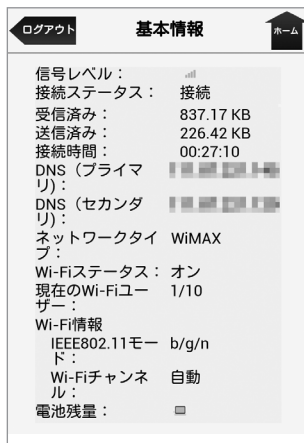 ログアウト 基本情報 ホーム
信号レベル：
接続ステータス： 接続
受信済み： 837.17 KB
送信済み： 226.42 KB
接続時間： 00:27:10
DNS（プライマ
リ）：
DNS（セカンダ
リ）：
ネットワークタイ WiMAX
プ：
Wi-Fiステータス： オン
現在のWi-Fiユー 1/10
ザー：
Wi-Fi情報
IEEE802.11モー b/g/n
ド：
Wi-Fiチャンネ 自動
ル：
電池残量：